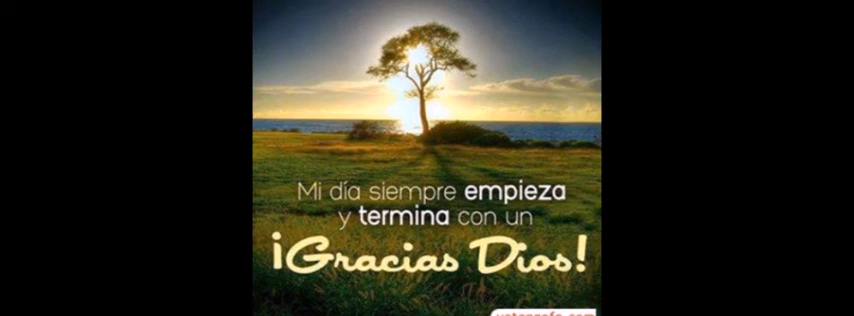 Mi día siempre empieza
y termina con un
¡Gracias Dios!